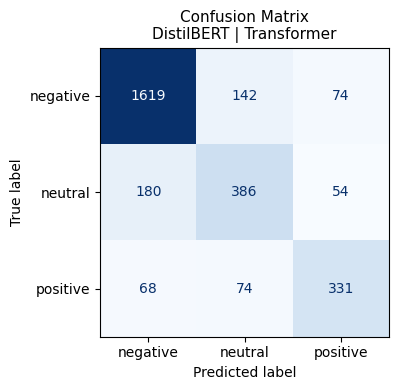 Confusion Matrix
DistilBERT | Transformer
True label
negative
1619 142 74
neutral
180 386 54
positive
68 74 331
negative neutral positive
Predicted label